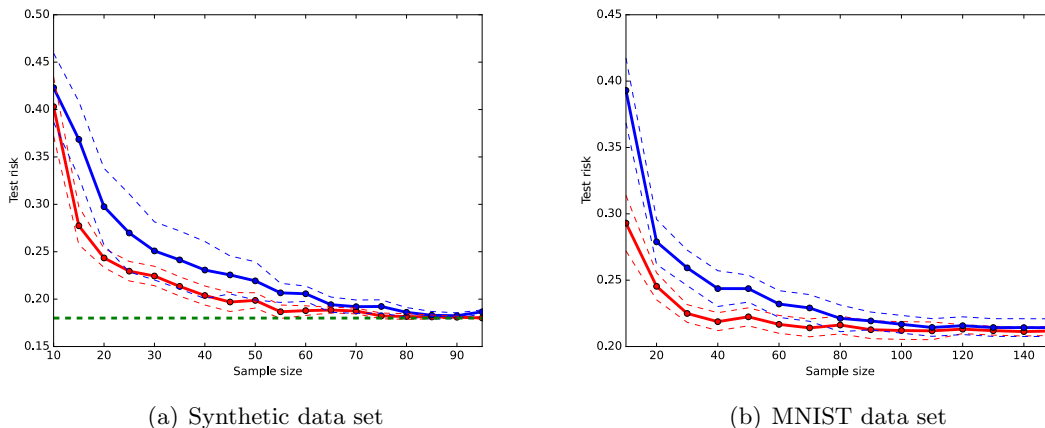 0.50
0.45
0.40
0.35
0.30
0.25
0.20
0.15
Test risk
10 20 30 40 50 60 70 80 90
Sample size
(a) Synthetic data set
0.45
0.40
0.35
0.30
0.25
0.20
Test risk
20 40 60 80 100 120 140
Sample size
(b) MNIST data set